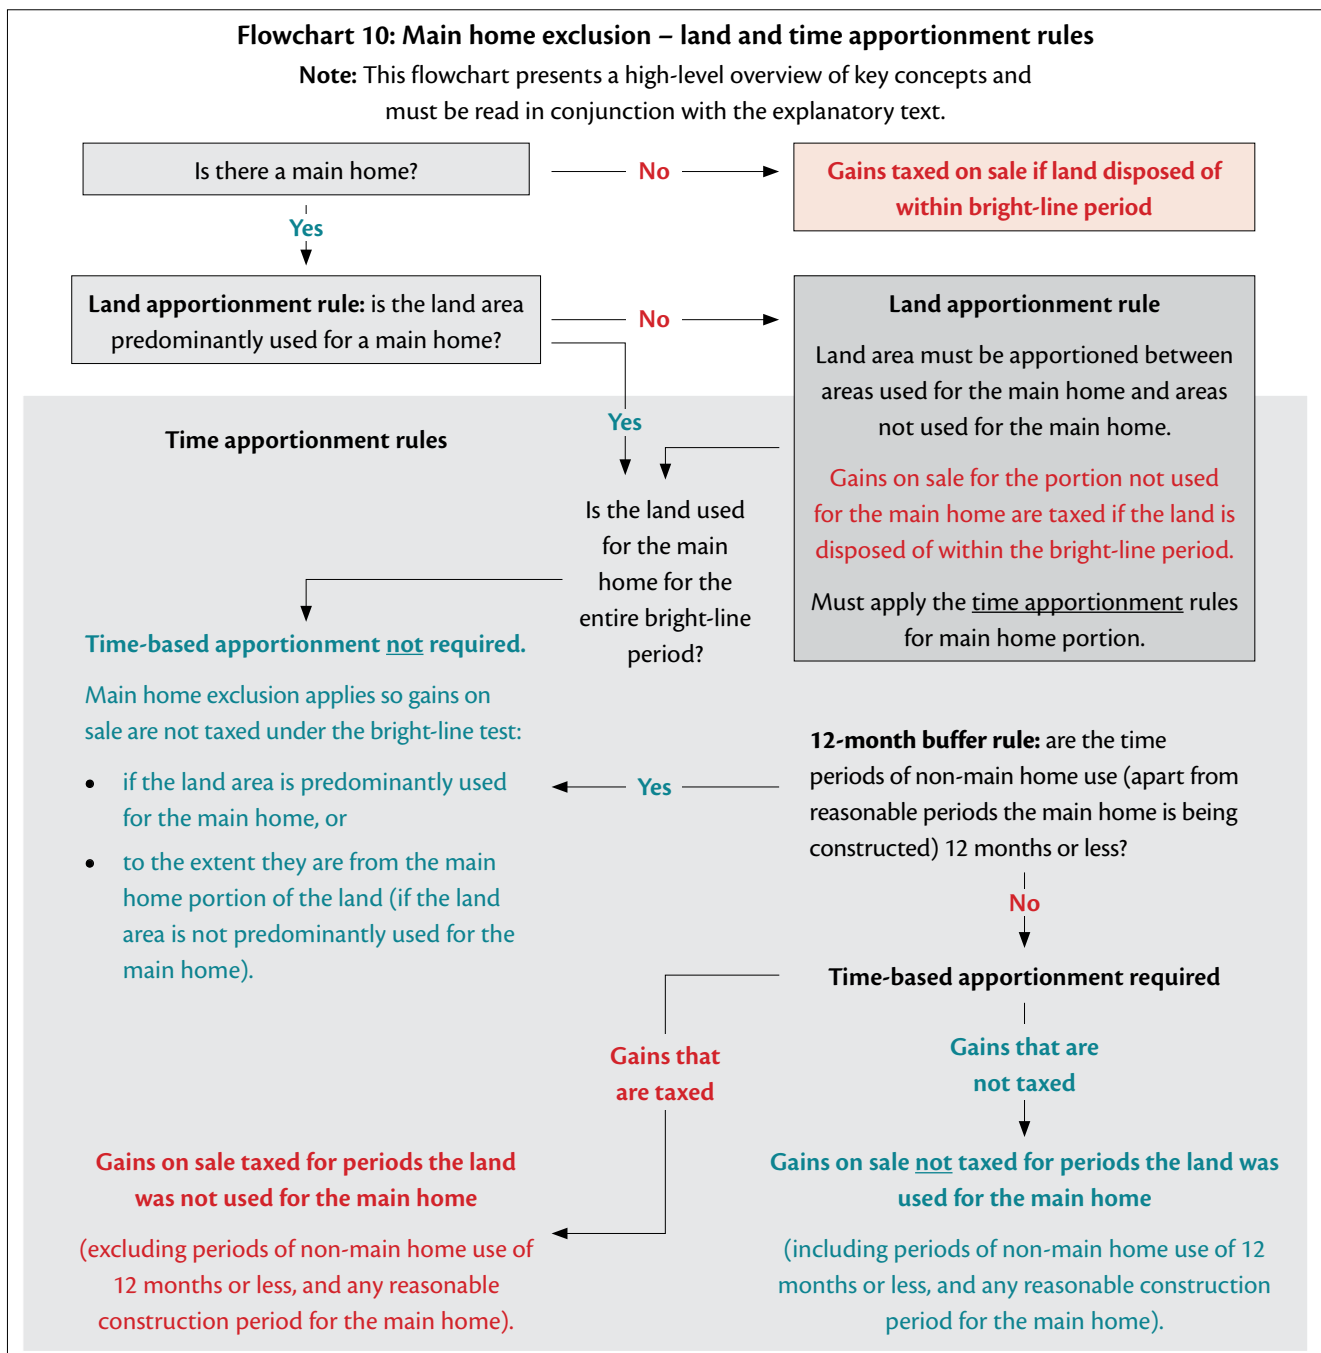 Flowchart 10: Main home exclusion – land and time apportionment rules
Note: This flowchart presents a high-level overview of key concepts and
must be read in conjunction with the explanatory text.
Is there a main home?
No
Gains taxed on sale if land disposed of
within bright-line period
Yes
Land apportionment rule: is the land area
predominantly used for a main home?
No
Land apportionment rule
Land area must be apportioned between
areas used for the main home and areas
not used for the main home.
Gains on sale for the portion not used
for the main home are taxed if the land is
disposed of within the bright-line period.
Must apply the time apportionment rules
for main home portion.
Yes
Time apportionment rules
Is the land used
for the main
home for the
entire bright-line
period?
Time-based apportionment not required.
Main home exclusion applies so gains on
sale are not taxed under the bright-line test:
• if the land area is predominantly used
for the main home, or
• to the extent they are from the main
home portion of the land (if the land
area is not predominantly used for the
main home).
Yes
12-month buffer rule: are the time
periods of non-main home use (apart from
reasonable periods the main home is being
constructed) 12 months or less?
No
Time-based apportionment required
Gains that
are taxed
Gains that are
not taxed
Gains on sale taxed for periods the land
was not used for the main home
(excluding periods of non-main home use of
12 months or less, and any reasonable
construction period for the main home).
Gains on sale not taxed for periods the land was
used for the main home
(including periods of non-main home use of 12
months or less, and any reasonable construction
period for the main home).